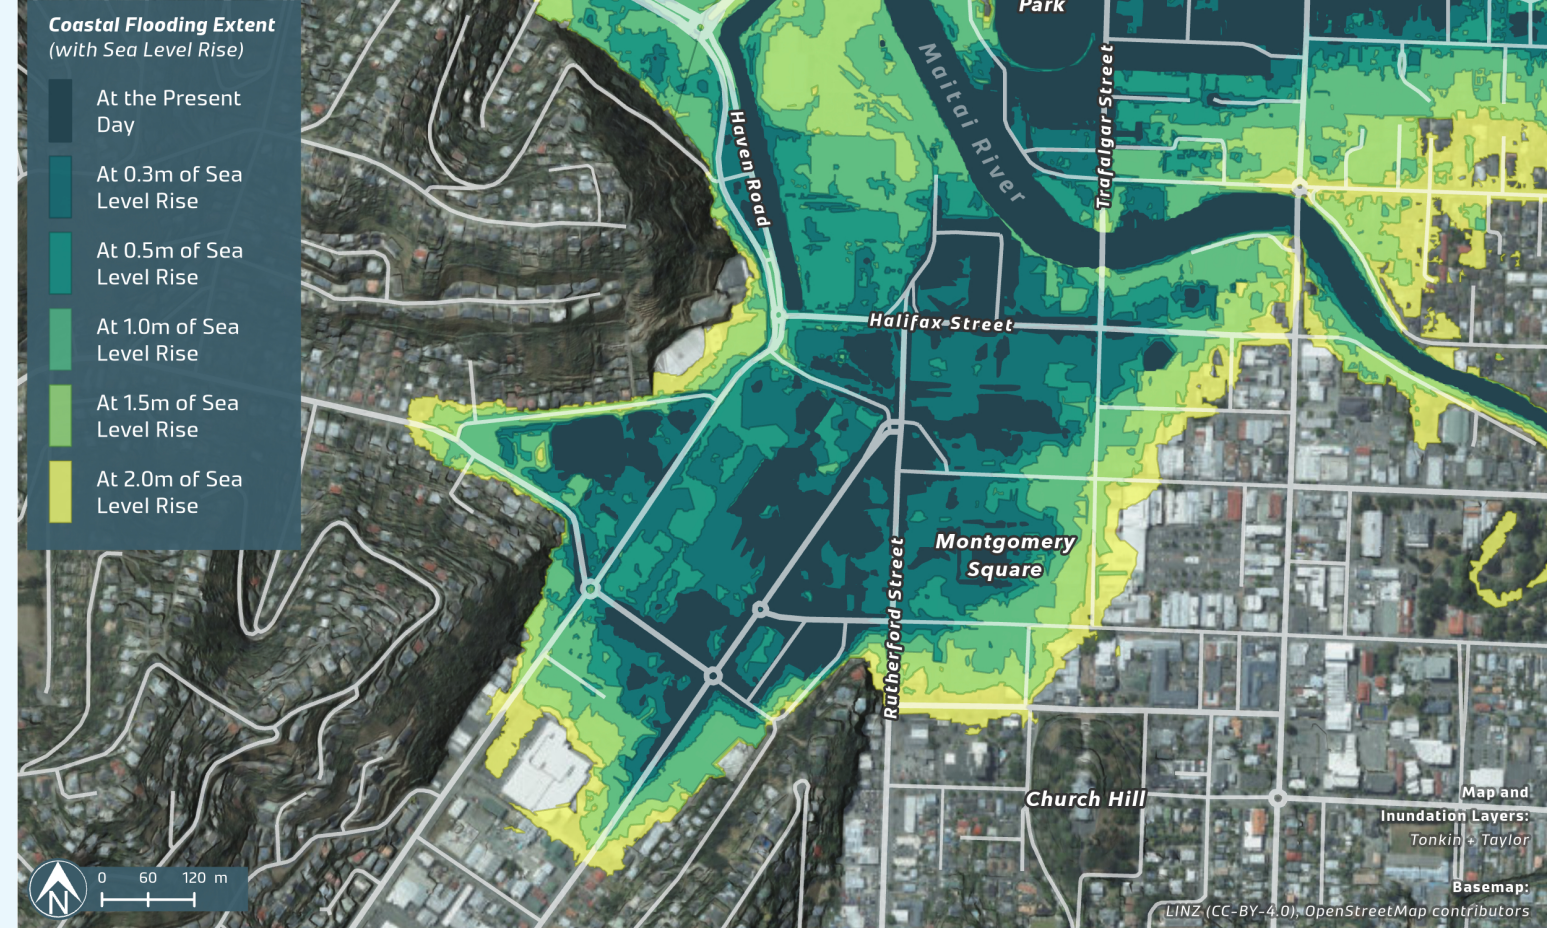 Coastal Flooding Extent
(with Sea Level Rise)
At the Present
Day
At 0.3m of Sea
Level Rise
At 0.5m of Sea
Level Rise
At 1.0m of Sea
Level Rise
At 1.5m of Sea
Level Rise
At 2.0m of Sea
Level Rise
Park
Maitai River
Trafalgar Street
Haven Road
Halifax Street
Montgomery
Square
Rutherford Street
Church Hill
Map and
Inundation Layers:
Tonkin + Taylor
Basemap:
LINZ (CC-BY-4.0), OpenStreetMap contributors
N
0 60 120 m